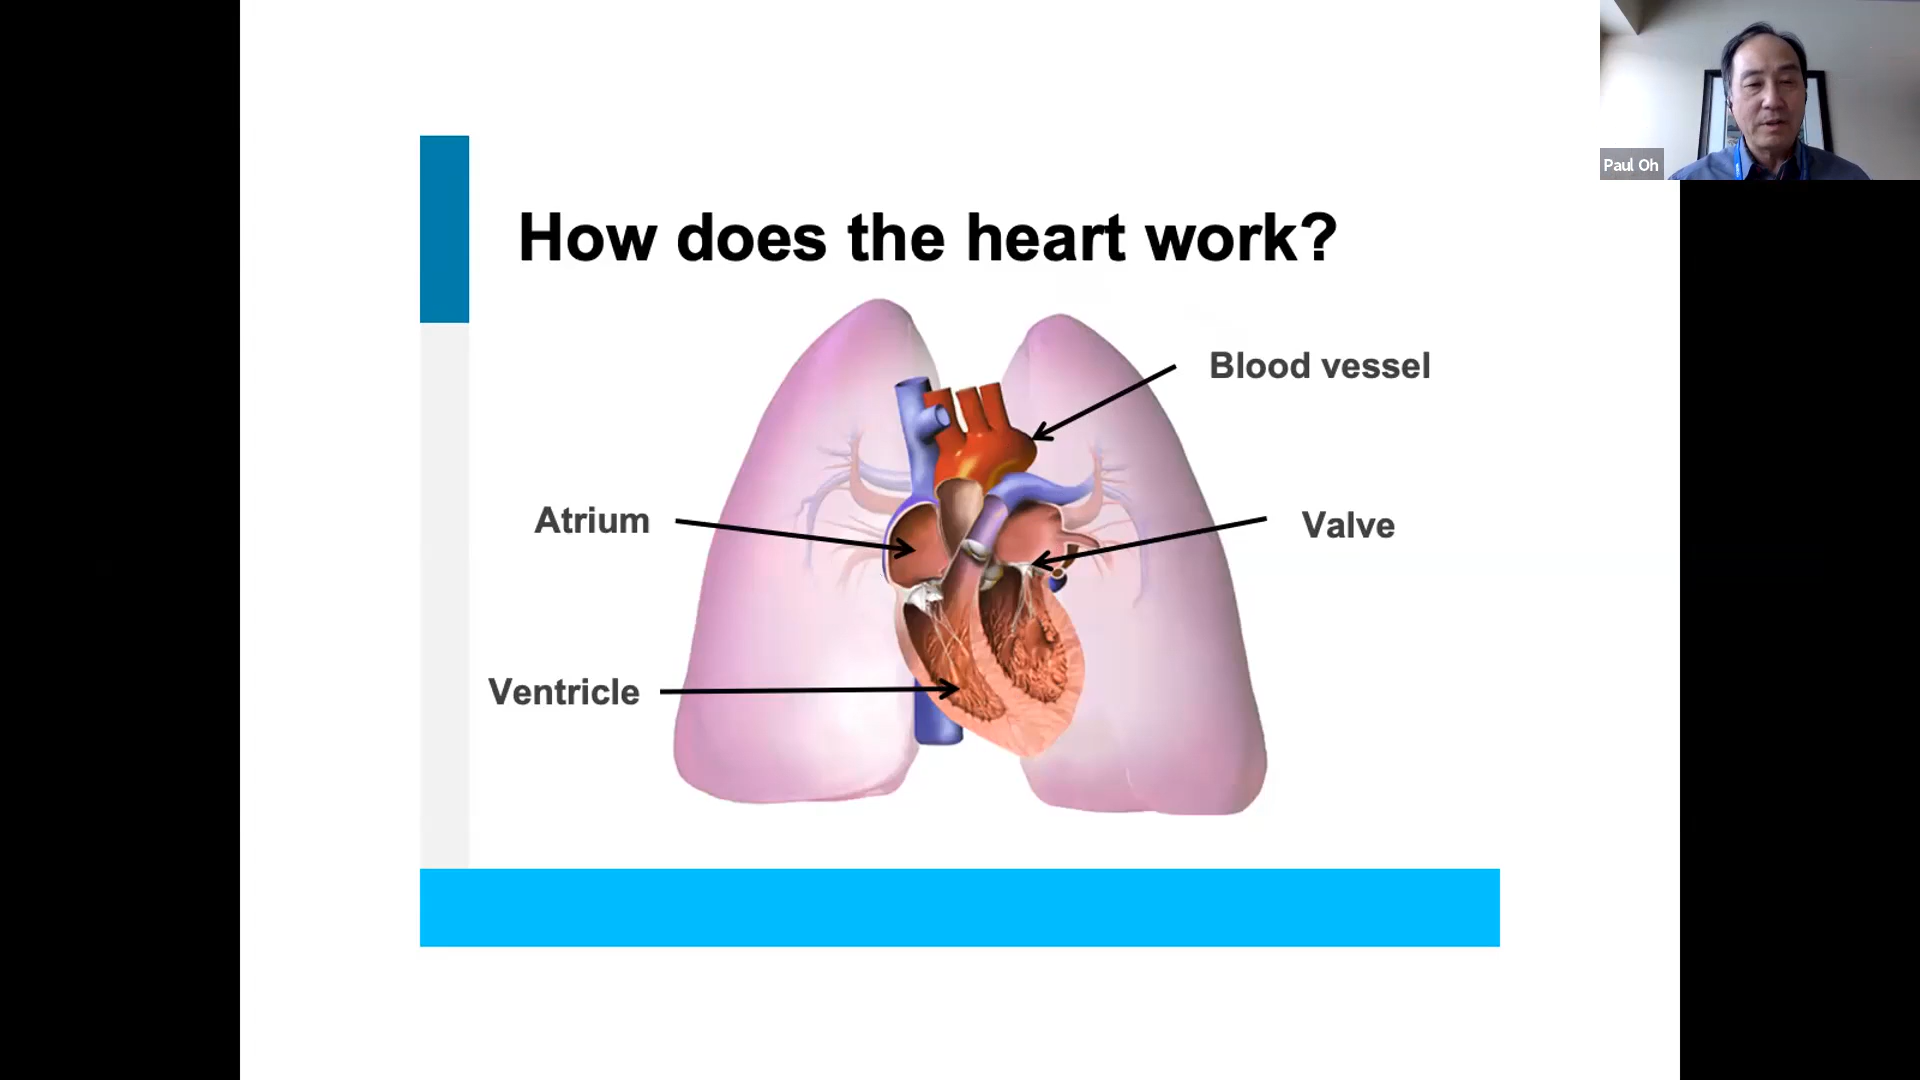 Paul Oh
How does the heart work?
Blood vessel
Atrium
Valve
Ventricle